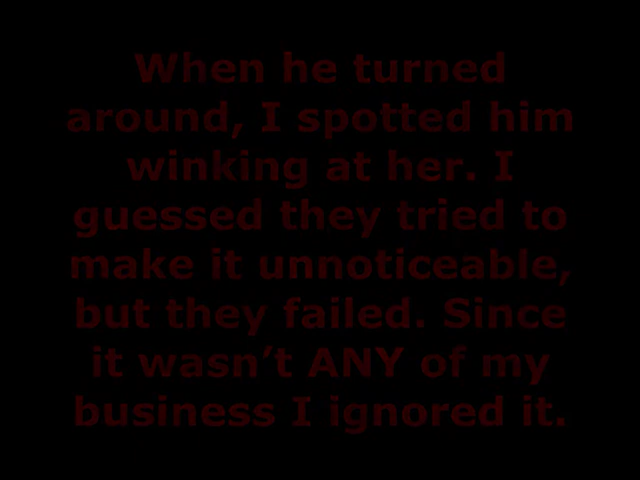 When he turned
around, I spotted him
winking at her. I
guessed they tried to
make it unnoticeable,
but they failed. Since
it wasn’t ANY of my
business I ignored it.